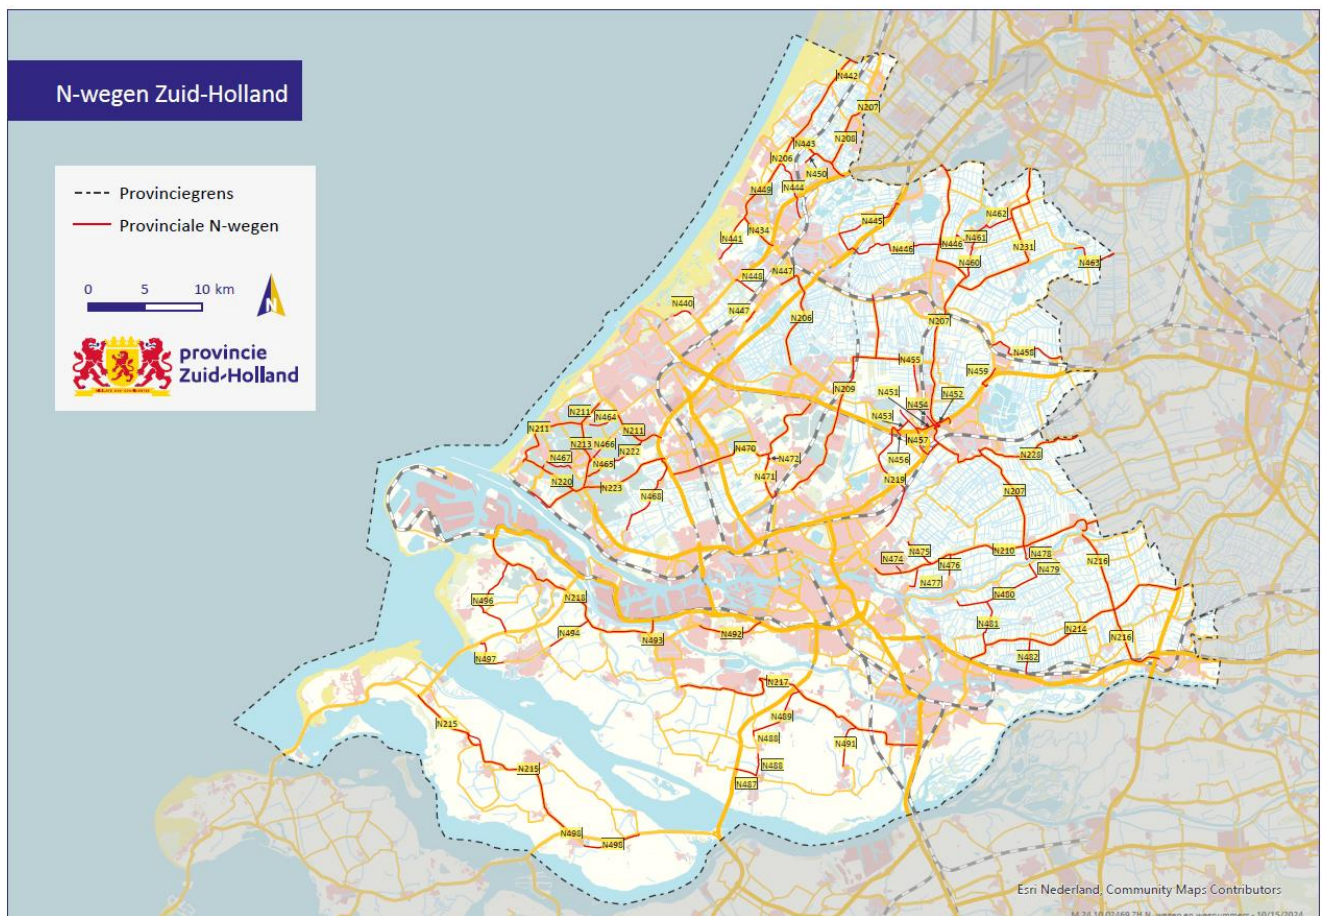 N-wegen Zuid-Holland
Provinciegrens
Provinciale N-wegen
0 5 10 km
N
provincie
Zuid-Holland
N442
N207
N208
N443
N206
N450
N449
N444
N445
N462
N434
N441
N461
N446
N446
N231
N460
N463
N448
N447
N440
N447
N206
N207
N458
N455
N459
N209
N451
N454
N452
N453
N211
N464
N211
N211
N213
N466
N222
N457
N470
N472
N456
N228
N467
N465
N471
N219
N220
N223
N468
N207
N474
N475
N210
N478
N476
N479
N216
N477
N480
N496
N218
N481
N214
N494
N493
N492
N216
N497
N482
N217
N489
N215
N488
N491
N215
N488
N487
N498
N498
Esri Nederland, Community Maps Contributors